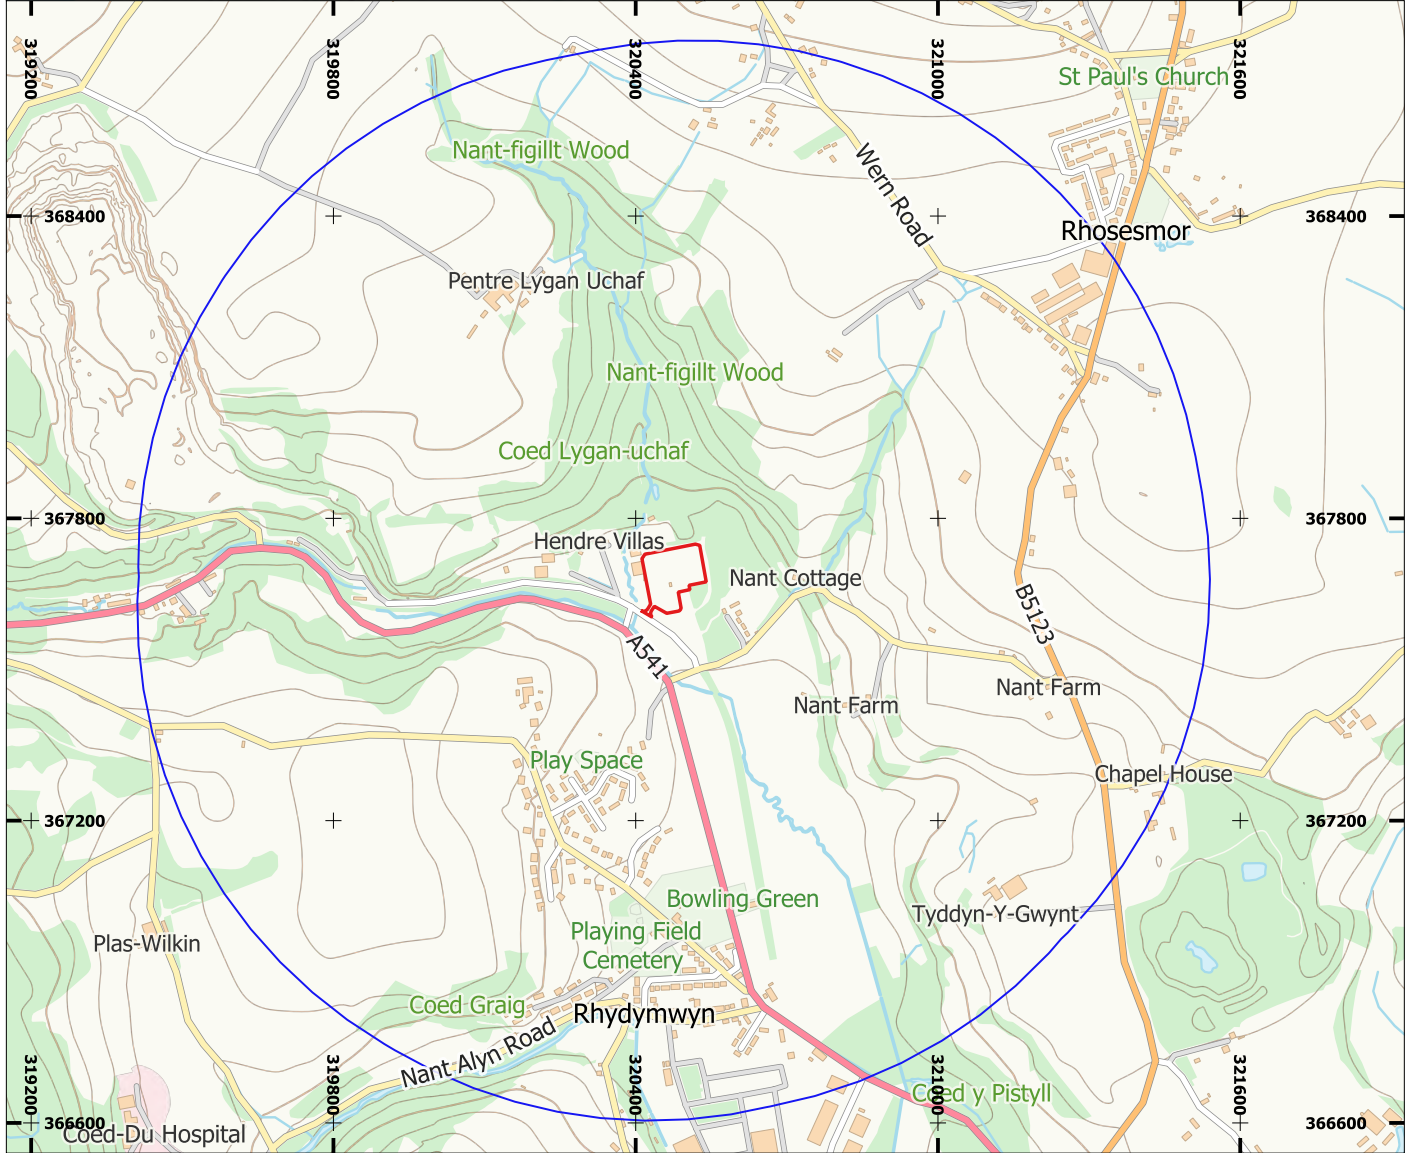 319200
319800
320400
321000
321600
St Paul's Church
Nant-figillt Wood
Wern Road
368400
368400
Rhosesmor
Pentre Lygan Uchaf
Nant-figillt Wood
Coed Lygan-uchaf
367800
367800
Hendre Villas
Nant Cottage
B5123
A541
Nant Farm
Nant Farm
Play Space
Chapel House
367200
367200
Bowling Green
Tyddyn-Y-Gwynt
Playing Field
Plas-Wilkin
Cemetery
Coed Graig
Rhydymwyn
Nant Alyn Road
Coed y Pistyll
366600
366600
Coed-Du Hospital
319200
319800
320400
321000
321600